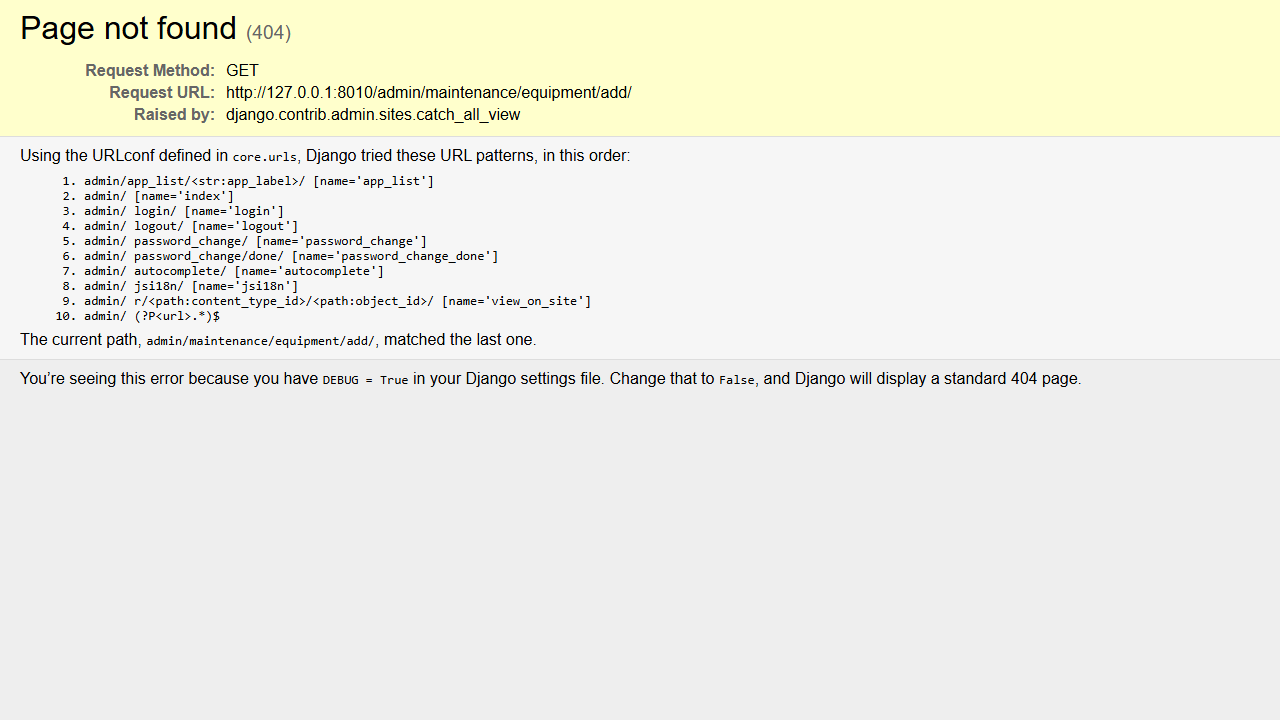 Page not found (404)
Request Method: GET
Request URL: http://127.0.0.1:8010/admin/maintenance/equipment/add/
Raised by: django.contrib.admin.sites.catch_all_view
Using the URLconf defined in core.urls, Django tried these URL patterns, in this order:
1. admin/app_list/<str:app_label>/ [name='app_list']
2. admin/ [name='index']
3. admin/ login/ [name='login']
4. admin/ logout/ [name='logout']
5. admin/ password_change/ [name='password_change']
6. admin/ password_change/done/ [name='password_change_done']
7. admin/ autocomplete/ [name='autocomplete']
8. admin/ jsi18n/ [name='jsi18n']
9. admin/ r/<path:content_type_id>/<path:object_id>/ [name='view_on_site']
10. admin/ (?P<url>.*)$
The current path, admin/maintenance/equipment/add/, matched the last one.
You’re seeing this error because you have DEBUG = True in your Django settings file. Change that to False, and Django will display a standard 404 page.